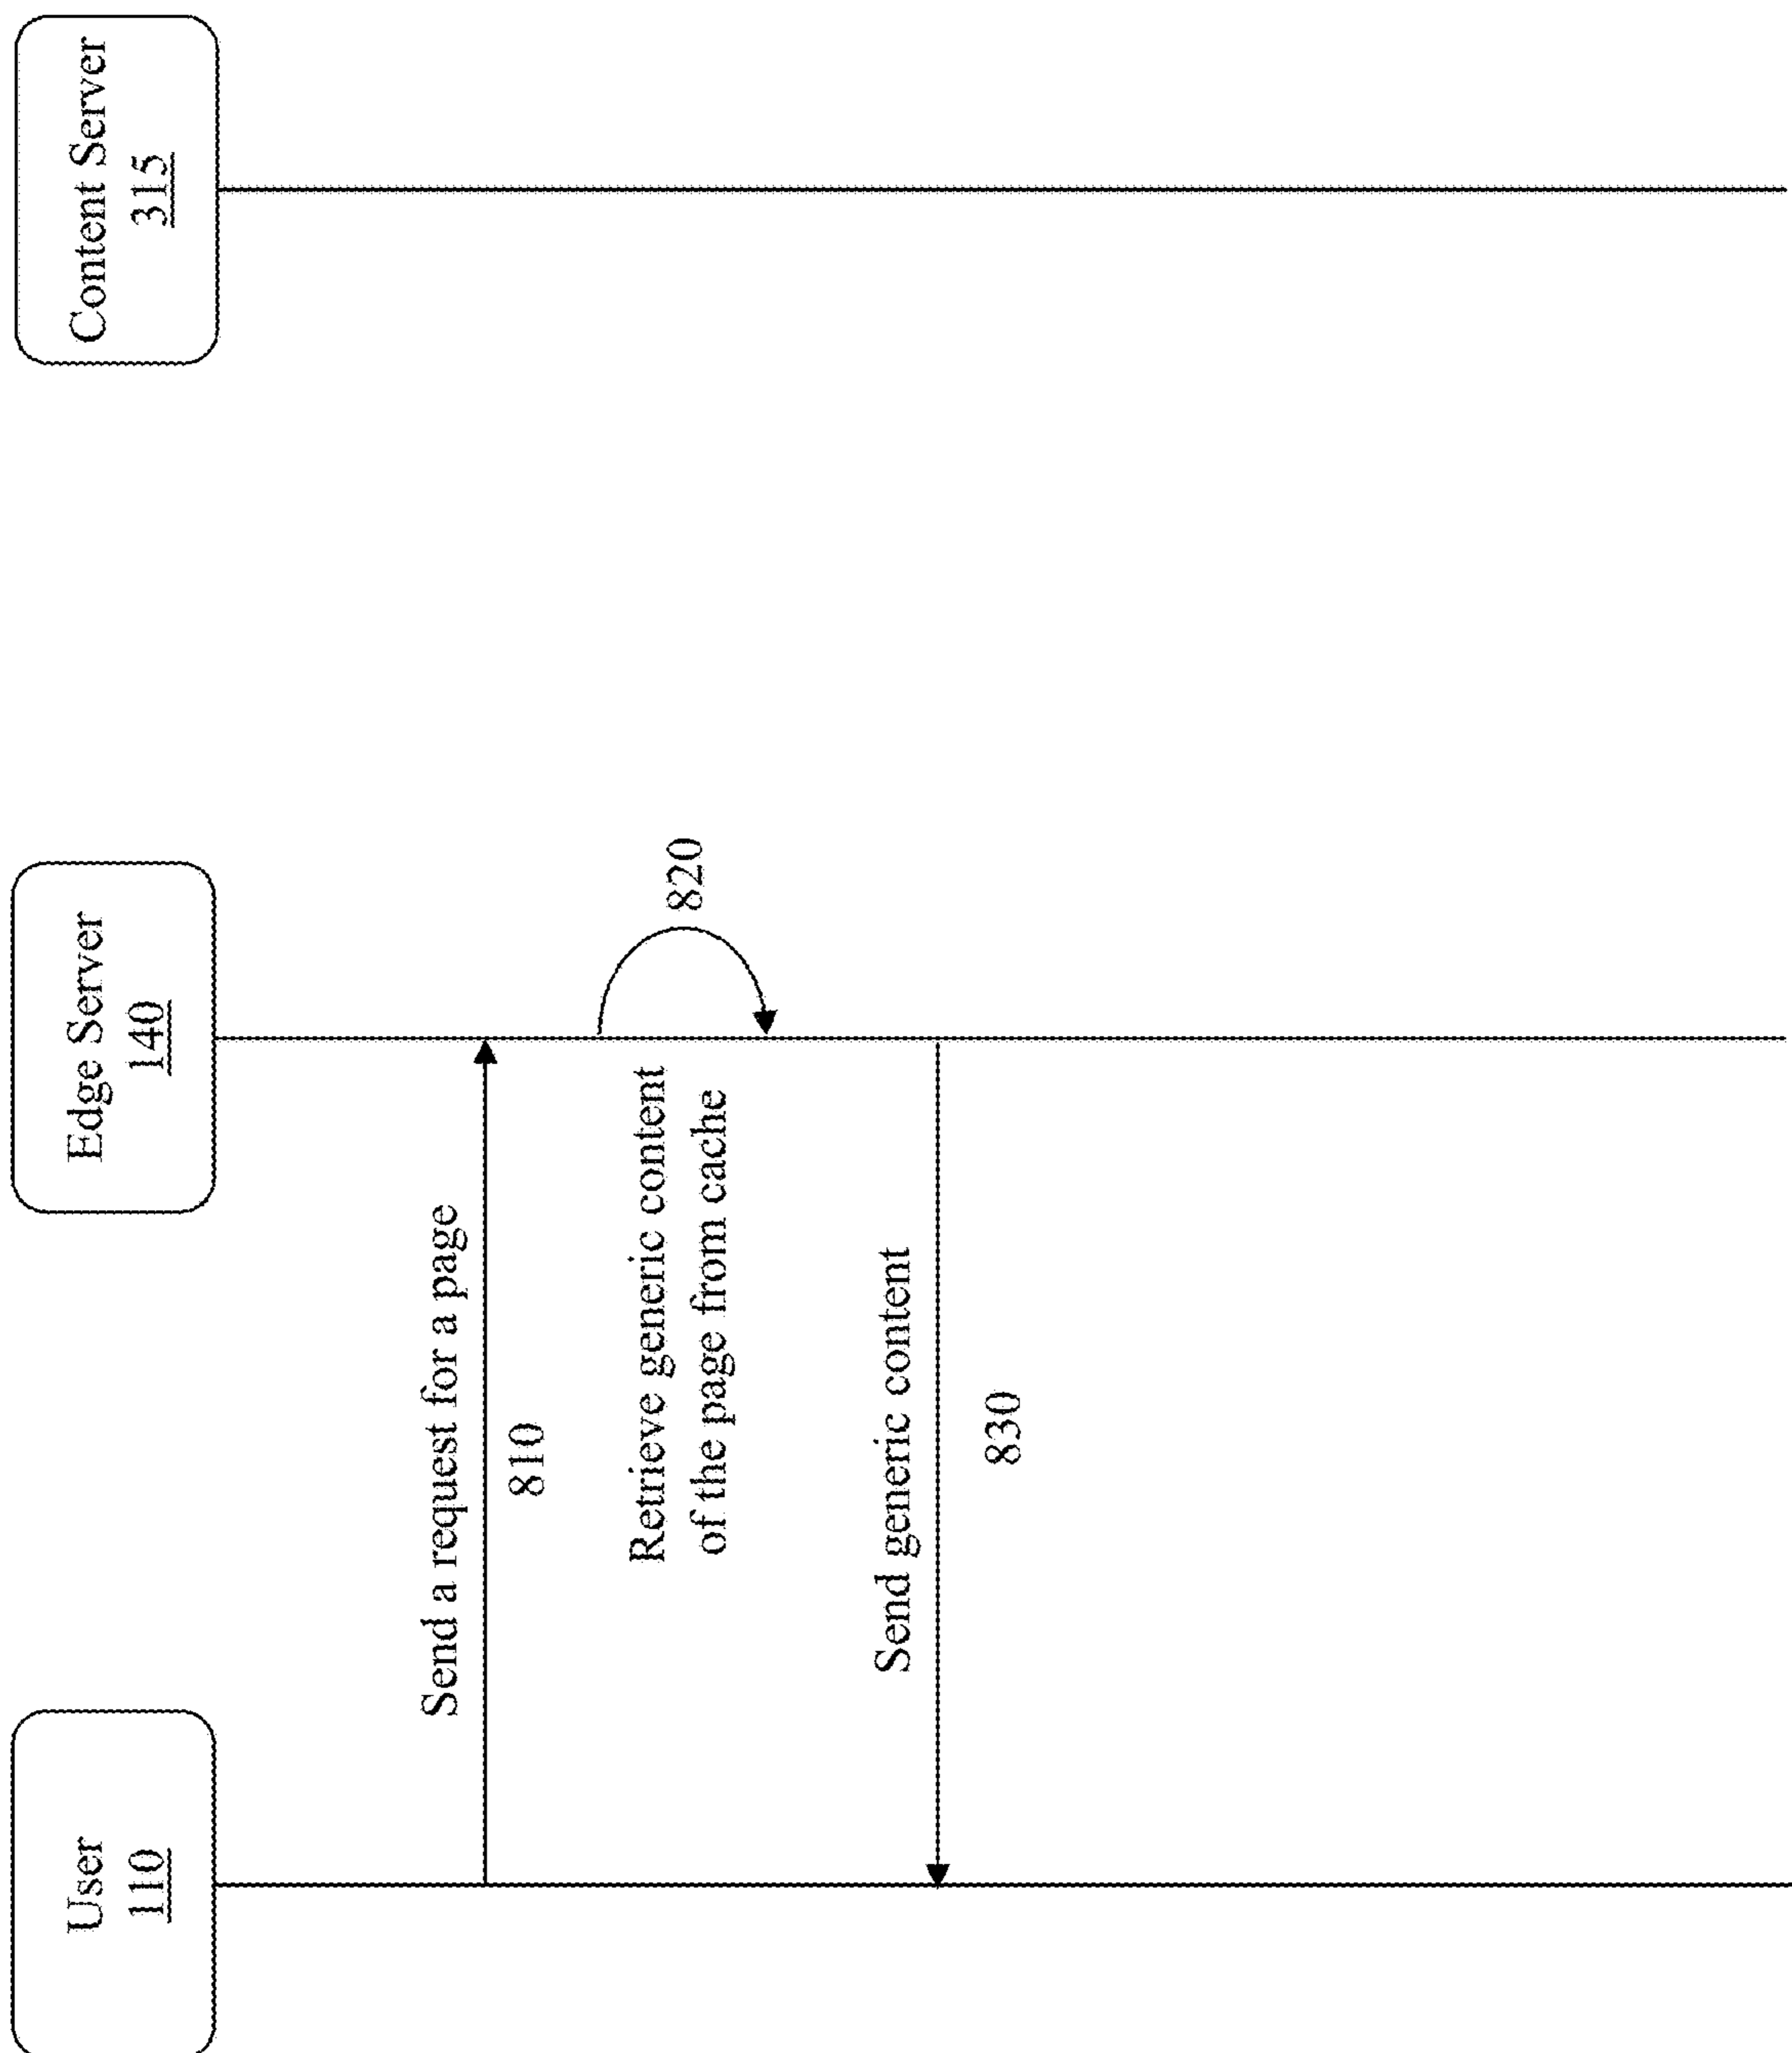 User
110
Edge Server
140
Content Server
315
Send a request for a page
810
Retrieve generic content
of the page from cache
820
Send generic content
830